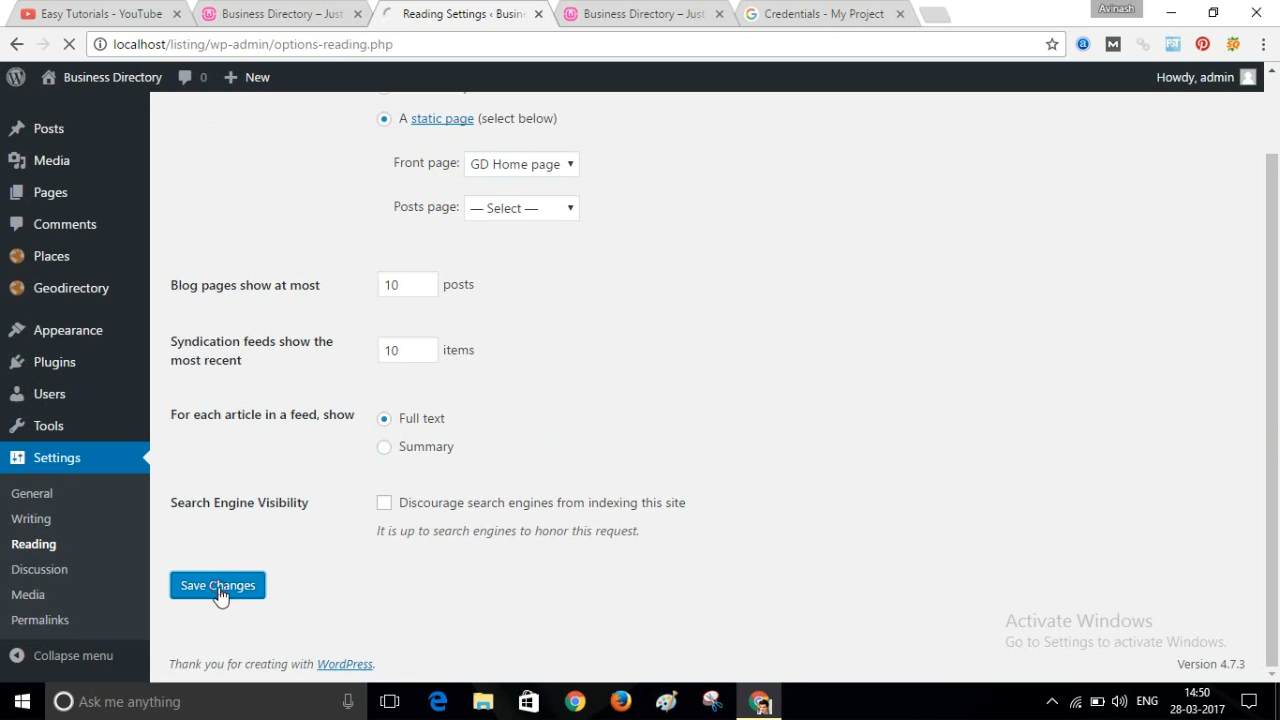 Easy Tutorials - YouTube
Business Directory – Just
Reading Settings ‹ Busin
Business Directory – Just
Credentials - My Project
Avinash
localhost/listing/wp-admin/options-reading.php
Business Directory
0
New
Howdy, admin
Posts
Media
Pages
Comments
Places
Geodirectory
Appearance
Plugins
Users
Tools
Settings
General
Writing
Reading
Discussion
Media
Permalinks
Collapse menu
A static page (select below)
Front page: GD Home page
Posts page: — Select —
Blog pages show at most 10 posts
Syndication feeds show the
most recent
10 items
For each article in a feed, show
Full text
Summary
Search Engine Visibility
Discourage search engines from indexing this site
It is up to search engines to honor this request.
Save Changes
Activate Windows
Go to Settings to activate Windows.
Thank you for creating with WordPress.
Version 4.7.3
Ask me anything
ENG
14:50
28-03-2017